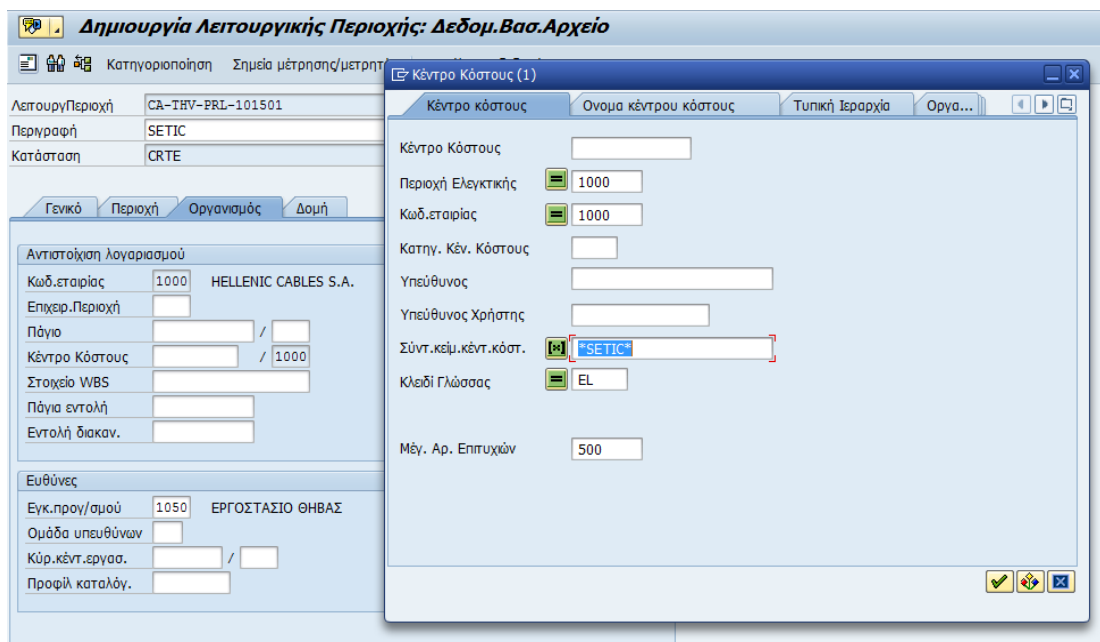 Δημιουργία Λειτουργικής Περιοχής: Δεδομ.Βασ.Αρχείο
Κατηγοριοποίηση Σημεία μέτρησης/μετρητ
ΛειτουργΠεριοχή CA-THV-PRL-101501
Περιγραφή SETIC
Κατάσταση CRTE
Γενικό Περιοχή Οργανισμός Δομή
Αντιστοίχιση λογαριασμού
Κωδ.εταιρίας 1000 HELLENIC CABLES S.A.
Επιχειρ.Περιοχή
Πάγιο /
Κέντρο Κόστους / 1000
Στοιχείο WBS
Πάγια εντολή
Εντολή διακαν.
Ευθύνες
Εγκ.προγ/σμού 1050 ΕΡΓΟΣΤΑΣΙΟ ΘΗΒΑΣ
Ομάδα υπευθύνων
Κύρ.κέντ.εργασ. /
Προφίλ καταλόγ.
Κέντρο Κόστους (1)
Κέντρο κόστους Ονομα κέντρου κόστους Τυπική Ιεραρχία Οργα...
Κέντρο Κόστους
Περιοχή Ελεγκτικής 1000
Κωδ.εταιρίας 1000
Κατηγ. Κέν. Κόστους
Υπεύθυνος
Υπεύθυνος Χρήστης
Σύντ.κείμ.κέντ.κόστ. *SETIC*
Κλειδί Γλώσσας EL
Μέγ. Αρ. Επιτυχιών 500